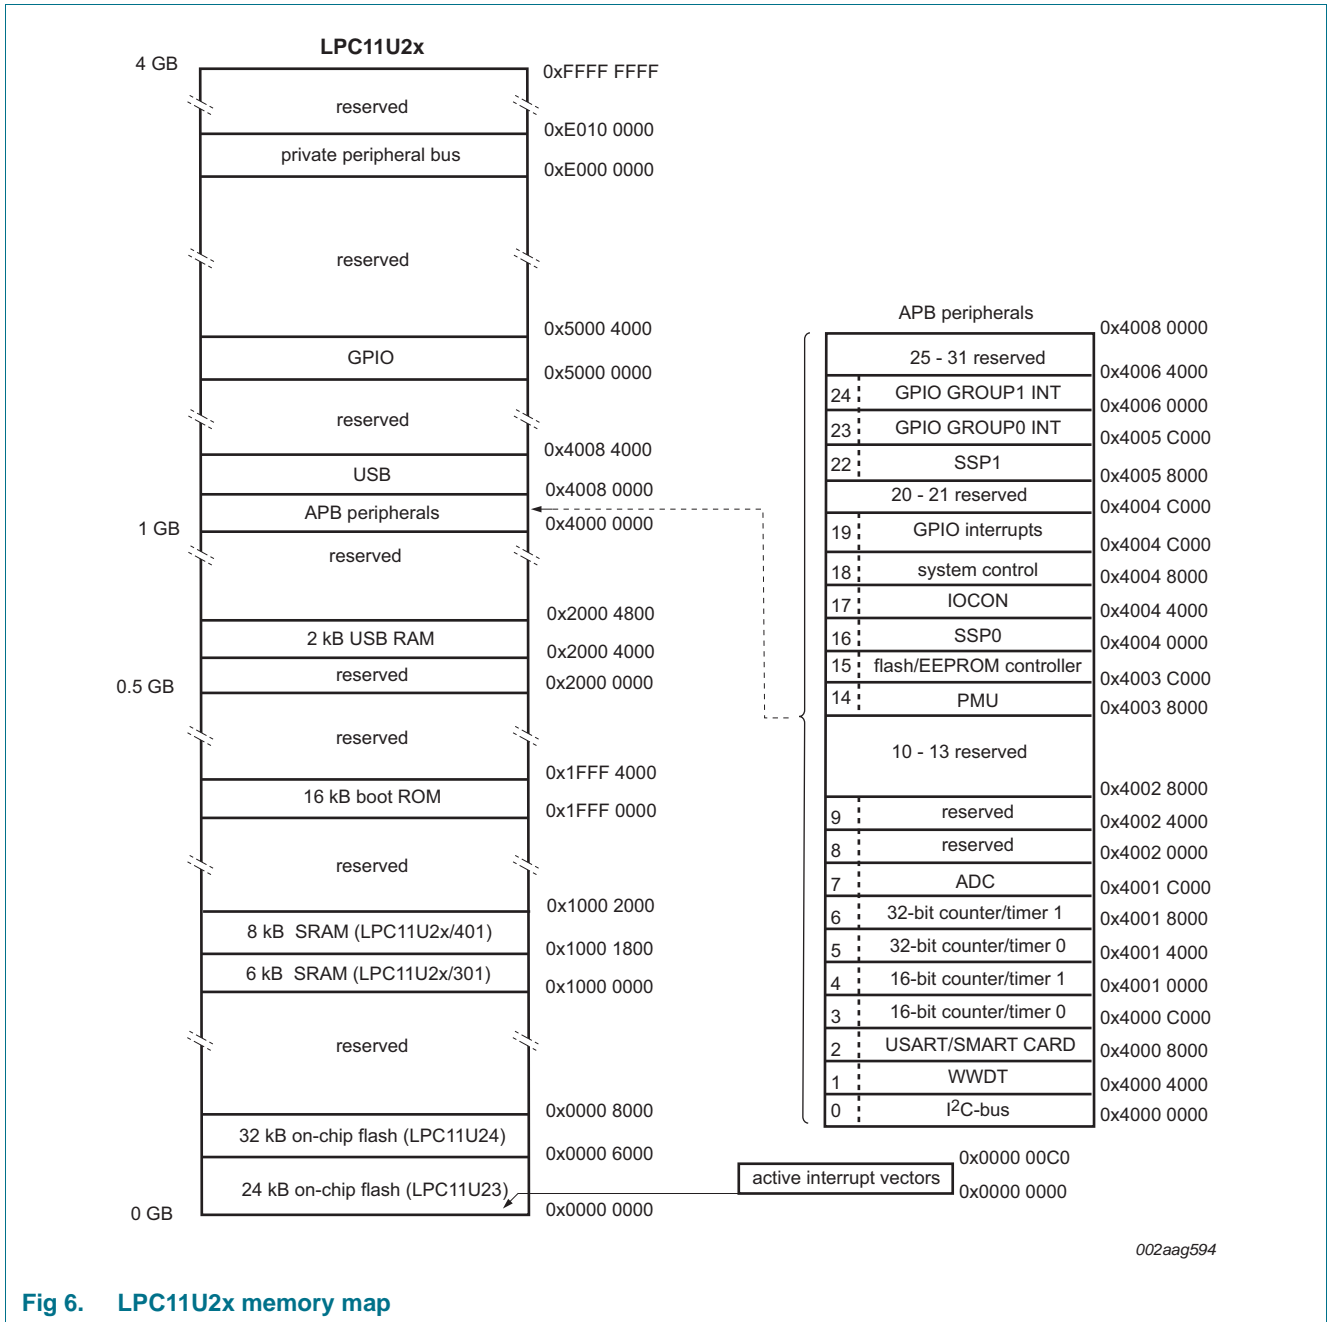 LPC11U2x
4 GB
0xFFFF FFFF
reserved
0xE010 0000
private peripheral bus
0xE000 0000
reserved
0x5000 4000
GPIO
0x5000 0000
reserved
0x4008 4000
USB
0x4008 0000
APB peripherals
0x4000 0000
1 GB
reserved
0x2000 4800
2 kB USB RAM
0x2000 4000
reserved
0x2000 0000
0.5 GB
reserved
0x1FFF 4000
16 kB boot ROM
0x1FFF 0000
reserved
0x1000 2000
8 kB SRAM (LPC11U2x/401)
0x1000 1800
6 kB SRAM (LPC11U2x/301)
0x1000 0000
reserved
0x0000 8000
32 kB on-chip flash (LPC11U24)
0x0000 6000
24 kB on-chip flash (LPC11U23)
0x0000 0000
0 GB
APB peripherals
0x4008 0000
25 - 31 reserved
0x4006 4000
24 GPIO GROUP1 INT
0x4006 0000
23 GPIO GROUP0 INT
0x4005 C000
22 SSP1
0x4005 8000
20 - 21 reserved
0x4004 C000
19 GPIO interrupts
0x4004 C000
18 system control
0x4004 8000
17 IOCON
0x4004 4000
16 SSP0
0x4004 0000
15 flash/EEPROM controller
0x4003 C000
14 PMU
0x4003 8000
10 - 13 reserved
0x4002 8000
9 reserved
0x4002 4000
8 reserved
0x4002 0000
7 ADC
0x4001 C000
6 32-bit counter/timer 1
0x4001 8000
5 32-bit counter/timer 0
0x4001 4000
4 16-bit counter/timer 1
0x4001 0000
3 16-bit counter/timer 0
0x4000 C000
2 USART/SMART CARD
0x4000 8000
1 WWDT
0x4000 4000
0 I2C-bus
0x4000 0000
0x0000 00C0
active interrupt vectors
0x0000 0000
002aag594
Fig 6. LPC11U2x memory map